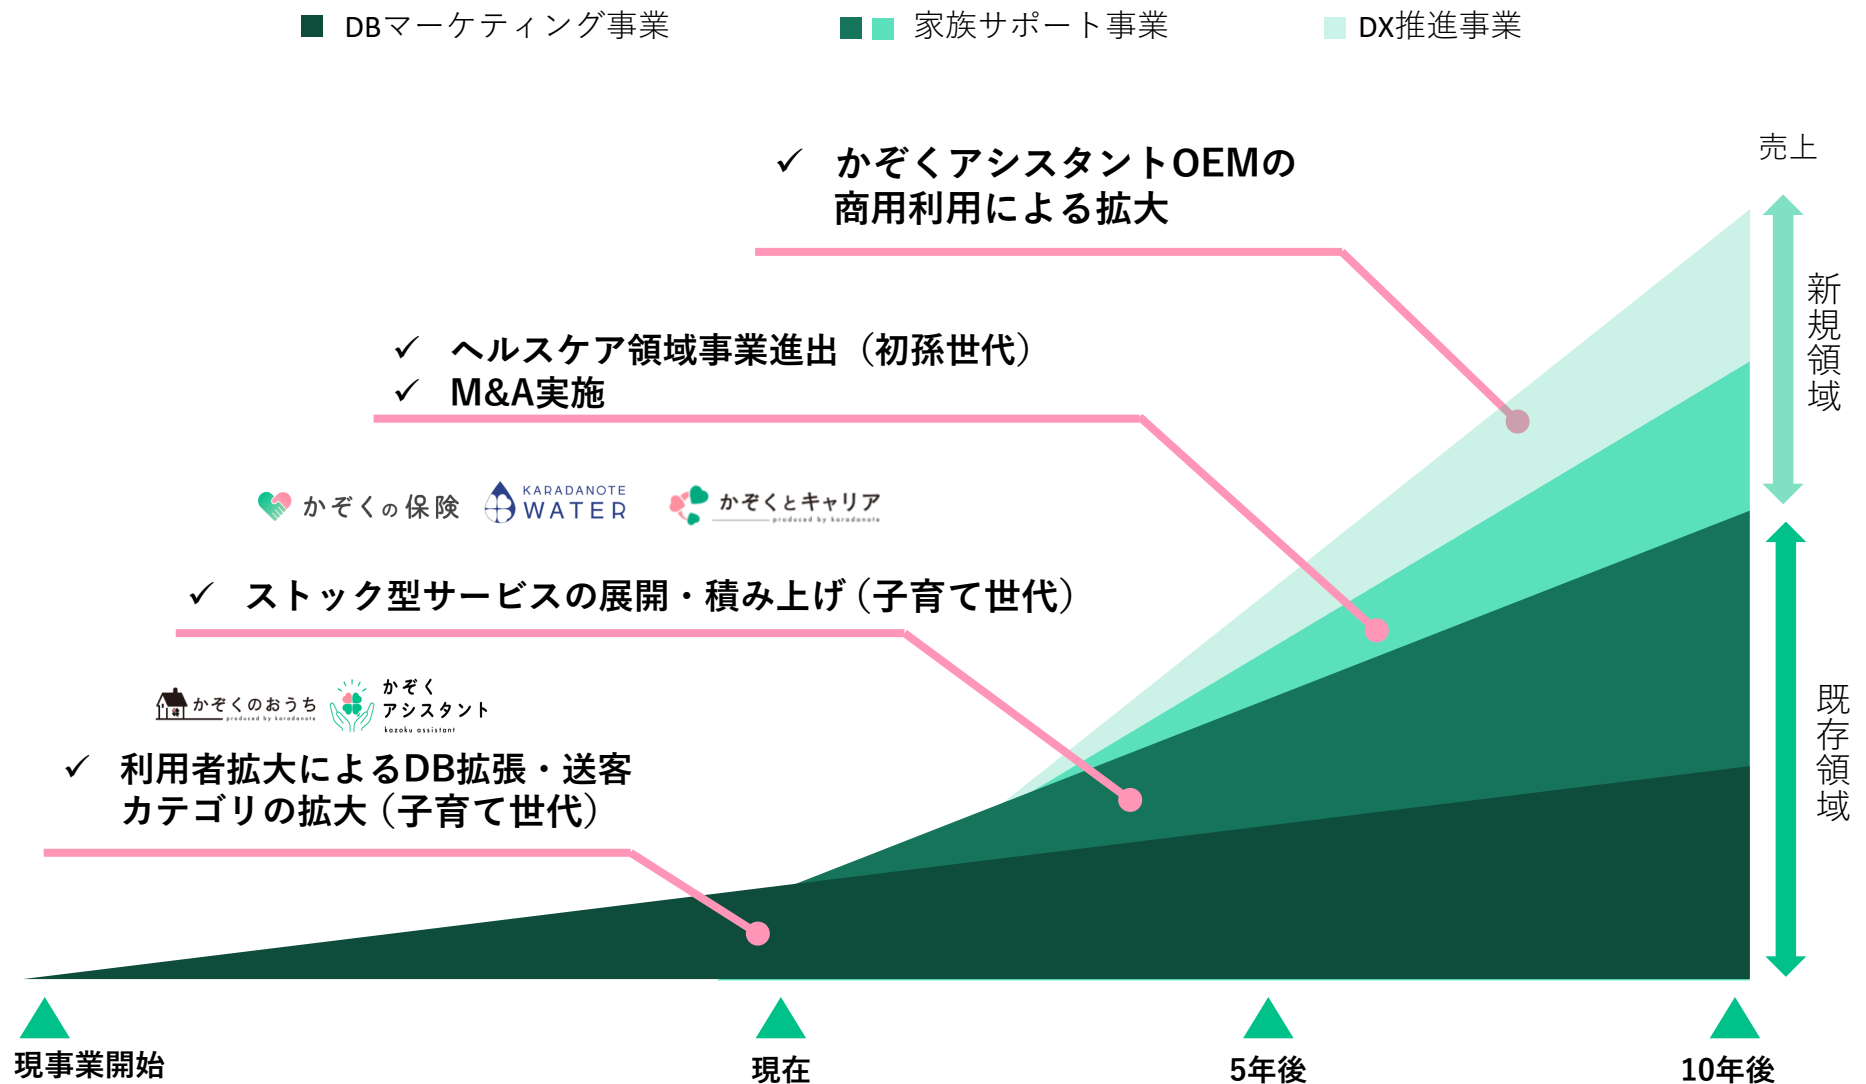 DBマーケティング事業
家族サポート事業
DX推進事業
売上
✓ かぞくアシスタントOEMの
商用利用による拡大
新規領域
✓ ヘルスケア領域事業進出（初孫世代）
✓ M&A実施
かぞくの保険
KARADANOTE
WATER
かぞくとキャリア
produced by karadanote
✓ ストック型サービスの展開・積み上げ（子育て世代）
かぞくのおうち
produced by karadanote
かぞく
アシスタント
kazoku assistant
✓ 利用者拡大によるDB拡張・送客
カテゴリの拡大（子育て世代）
既存領域
現事業開始
現在
5年後
10年後